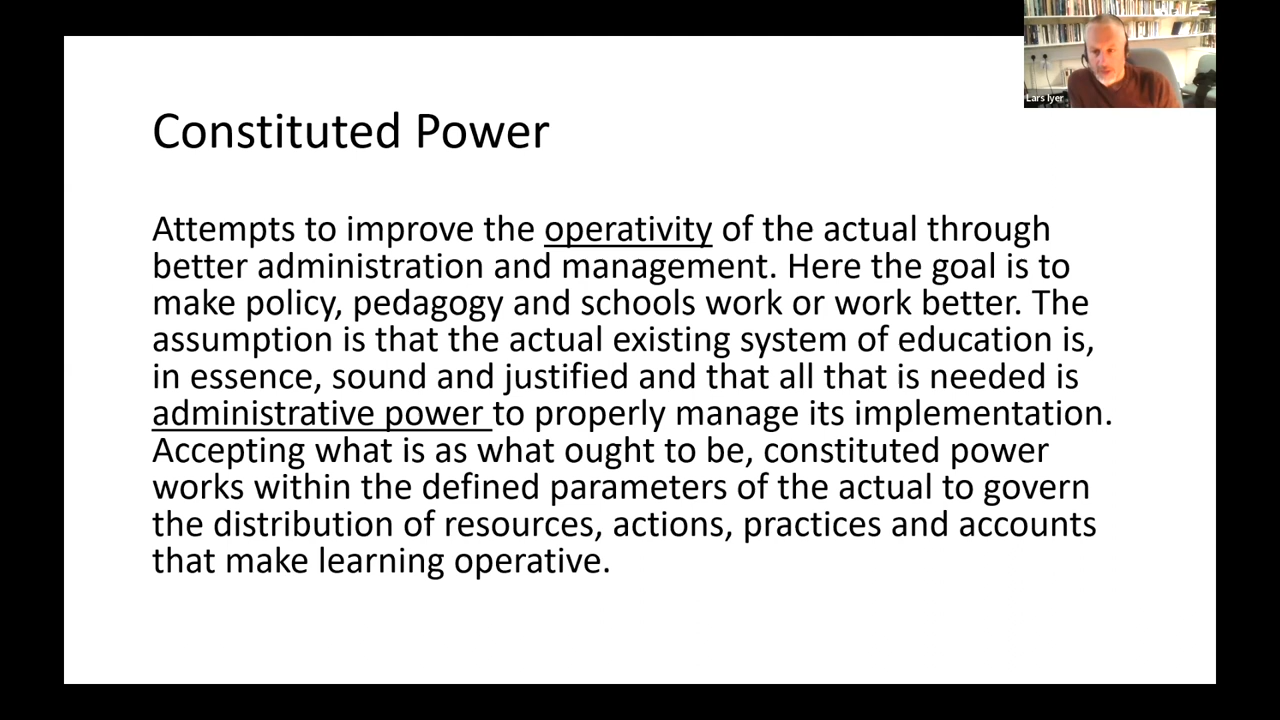 Lars Iyer
Constituted Power
Attempts to improve the operativity of the actual through
better administration and management. Here the goal is to
make policy, pedagogy and schools work or work better. The
assumption is that the actual existing system of education is,
in essence, sound and justified and that all that is needed is
administrative power to properly manage its implementation.
Accepting what is as what ought to be, constituted power
works within the defined parameters of the actual to govern
the distribution of resources, actions, practices and accounts
that make learning operative.